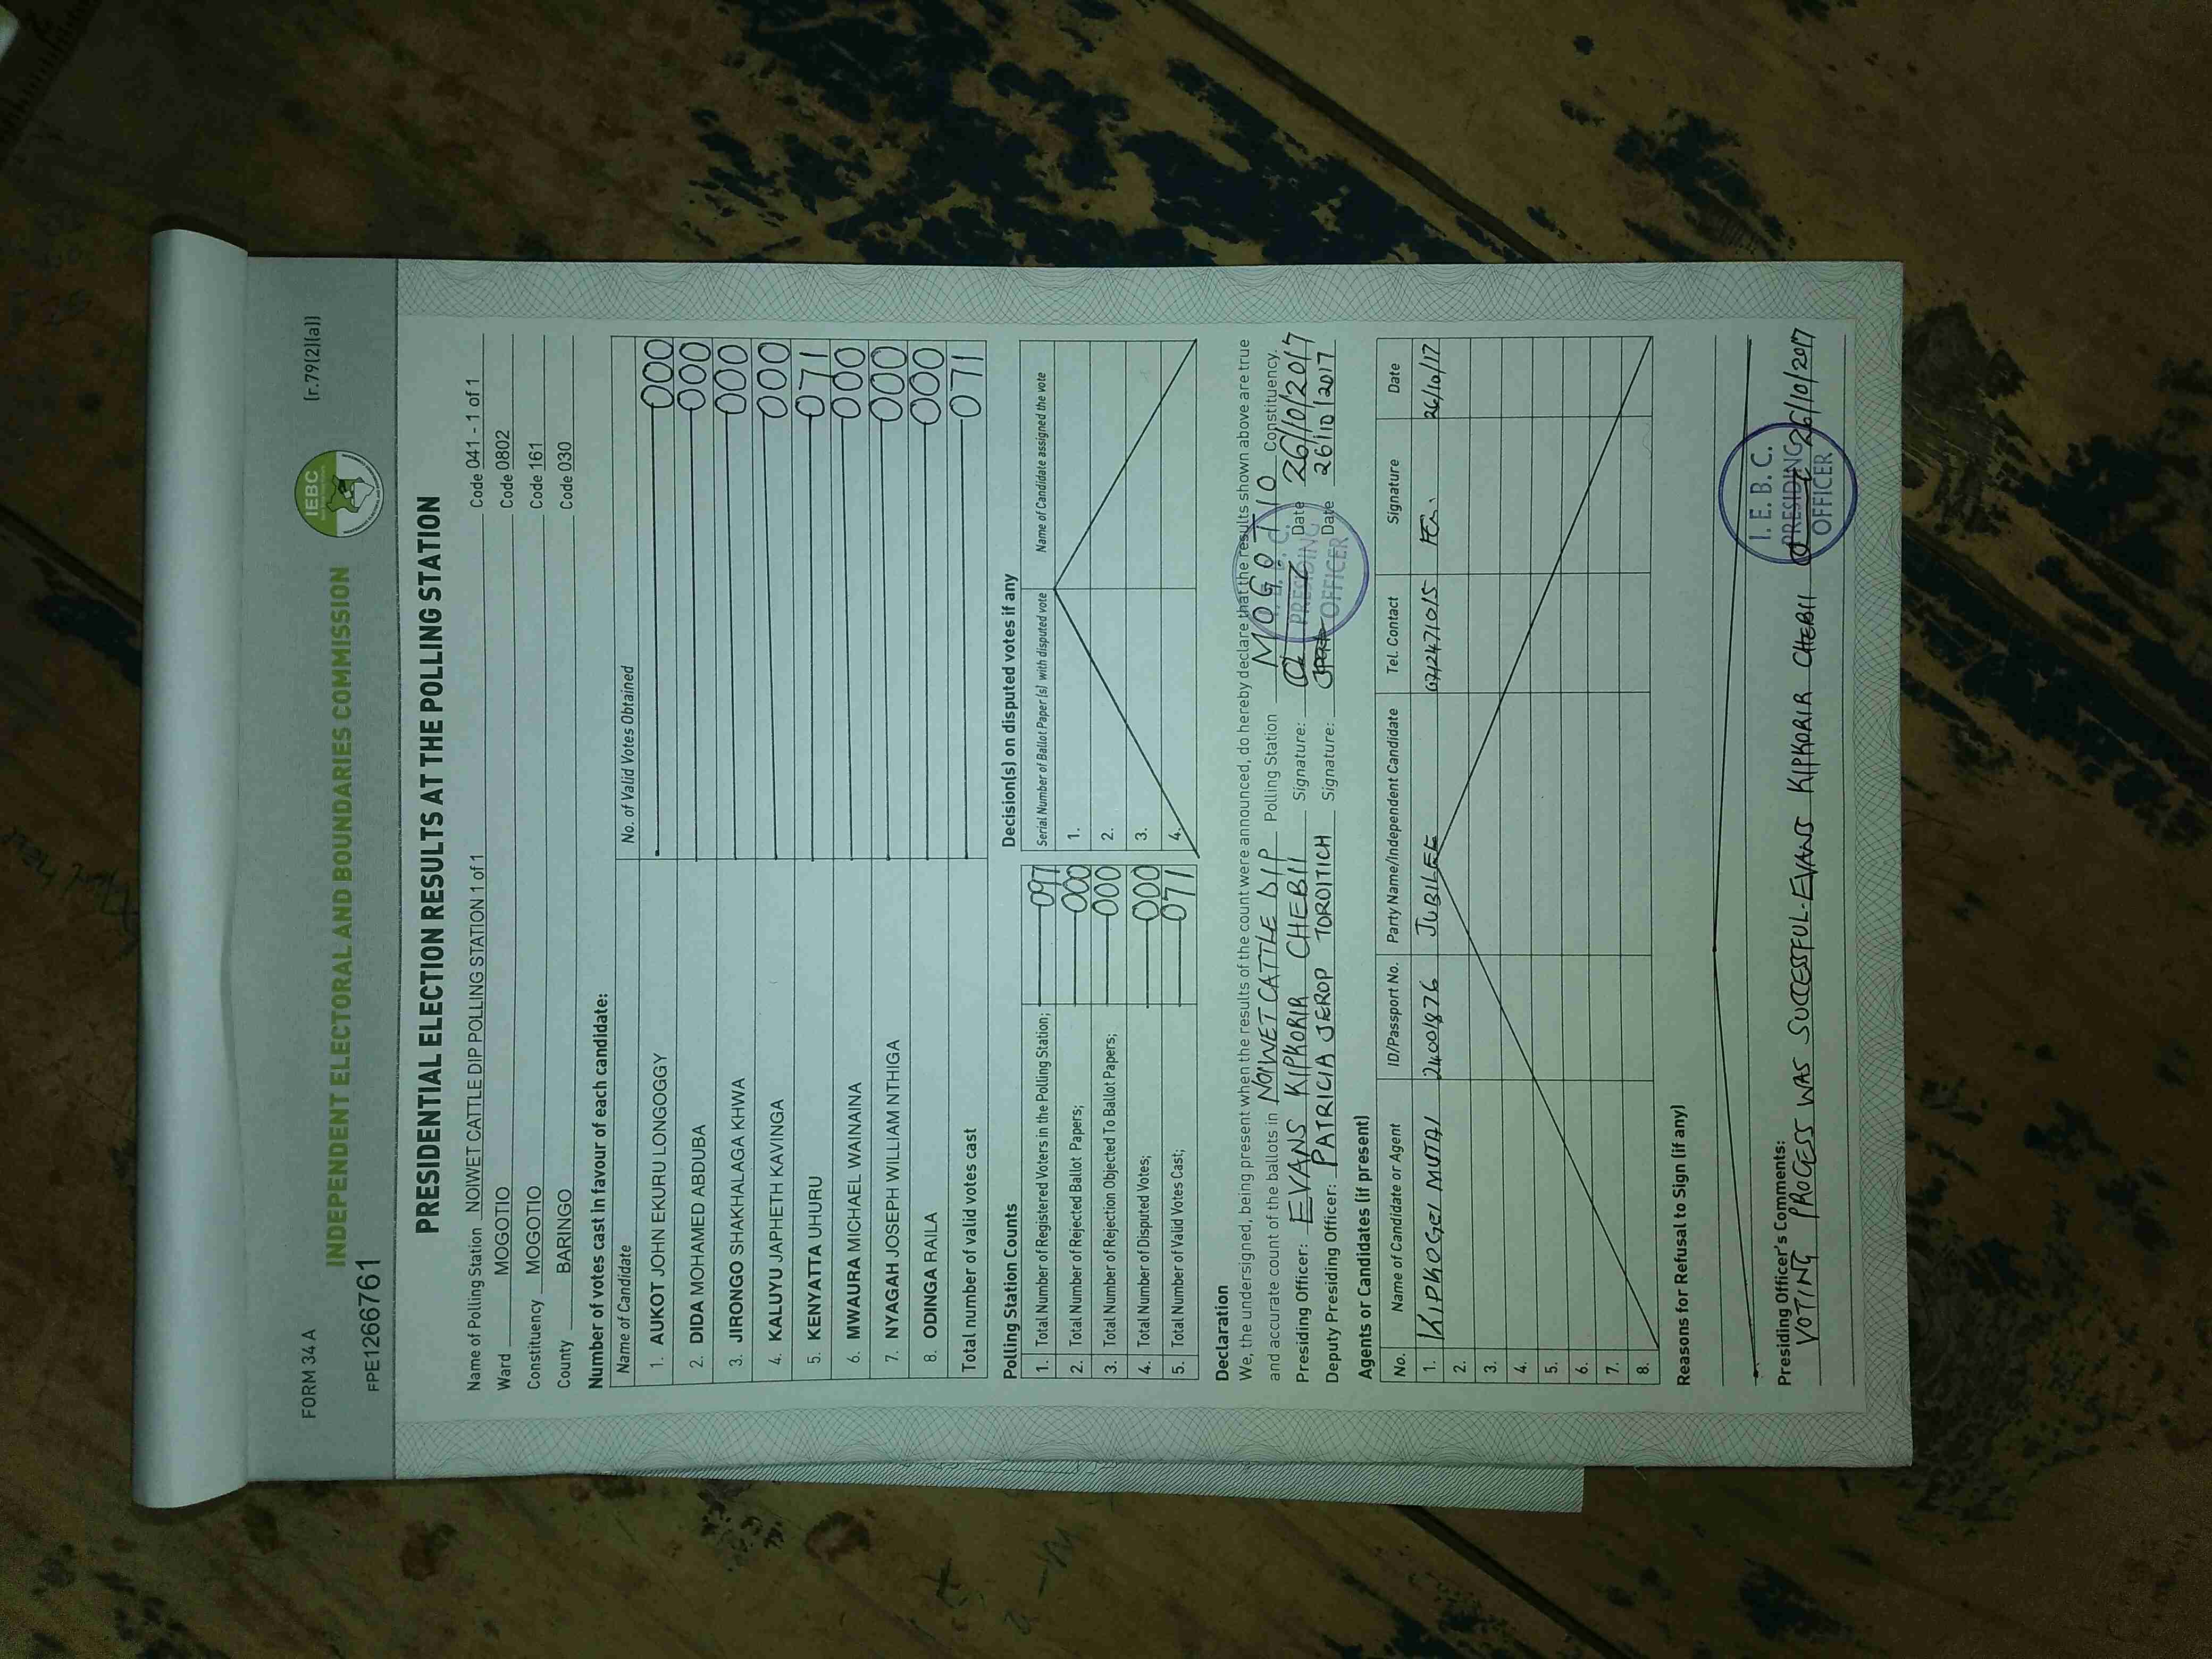 FORM 34 A
[r.79(2)(a)]
IEBC
INDEPENDENT ELECTORAL AND BOUNDARIES COMMISSION
FPE1266761
PRESIDENTIAL ELECTION RESULTS AT THE POLLING STATION
Name of Polling Station NOIWET CATTLE DIP POLLING STATION 1 of 1 Code 041 - 1 of 1
Ward MOGOTIO Code 0802
Constituency MOGOTIO Code 161
County BARINGO Code 030
Number of votes cast in favour of each candidate:
Name of Candidate No. of Valid Votes Obtained
1. AUKOT JOHN EKURU LONGOGGY 000
2. DIDA MOHAMED ABDUBA 000
3. JIRONGO SHAKHALAGA KHWA 000
4. KALUYU JAPHETH KAVINGA 000
5. KENYATTA UHURU 071
6. MWAURA MICHAEL WAINAINA 000
7. NYAGAH JOSEPH WILLIAM NTHIGA 000
8. ODINGA RAILA 000
Total number of valid votes cast 071
Polling Station Counts
1. Total Number of Registered Voters in the Polling Station; 097
2. Total Number of Rejected Ballot Papers; 000
3. Total Number of Rejection Objected To Ballot Papers; 000
4. Total Number of Disputed Votes; 000
5. Total Number of Valid Votes Cast; 071
Decision(s) on disputed votes if any
Serial Number of Ballot Paper (s) with disputed vote Name of Candidate assigned the vote
1.
2.
3.
4.
Declaration
We, the undersigned, being present when the results of the count were announced, do hereby declare that the results shown above are true
and accurate count of the ballots in NOIWET CATTLE DIP Polling Station MOGOTIO Constituency.
Presiding Officer: EVANS KIPKORIR CHEBII Signature: Date 26/10/2017
Deputy Presiding Officer: PATRICIA JEROP TOROITICH Signature: Date 26/10/2017
I. E. B. C.
PRESIDING
OFFICER
Agents or Candidates (if present)
No. Name of Candidate or Agent ID/Passport No. Party Name/Independent Candidate Tel. Contact Signature Date
1. KIPKOGEI MUTAI 24001876 JUBILEE 0712471015 26/10/17
2.
3.
4.
5.
6.
7.
8.
Reasons for Refusal to Sign (if any)
Presiding Officer's Comments:
VOTING PROCESS WAS SUCCESSFUL-EVANS KIPKORIR CHEBII 26/10/2017
I. E. B. C.
PRESIDING
OFFICER